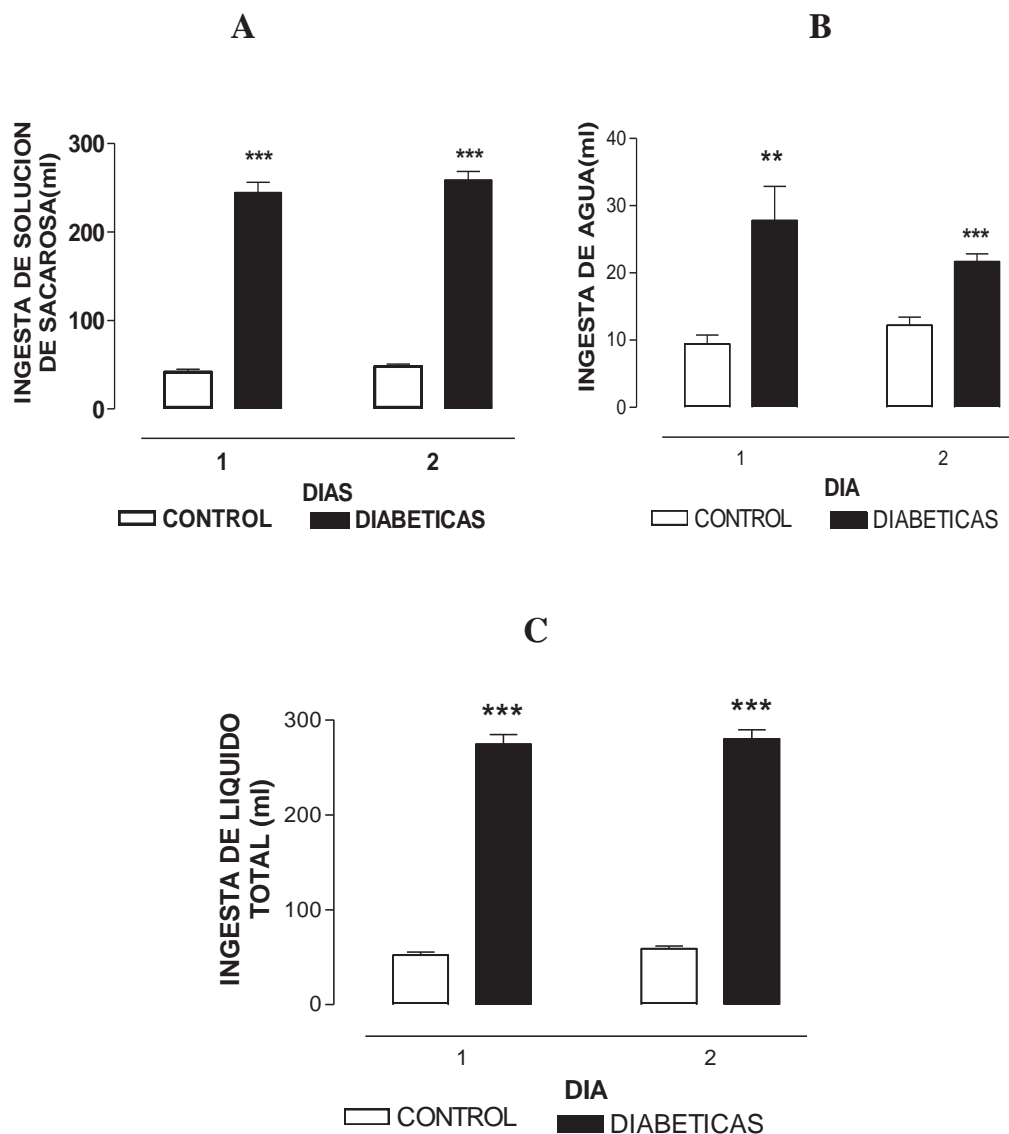 A
INGESTA DE SOLUCION
DE SACAROSA(ml)
300
200
100
0
***
***
1
2
DIAS
CONTROL
DIABETICAS
B
INGESTA DE AGUA(ml)
40
30
20
10
0
**
***
1
2
DIA
CONTROL
DIABETICAS
C
INGESTA DE LIQUIDO
TOTAL (ml)
300
200
100
0
***
***
1
2
DIA
CONTROL
DIABETICAS